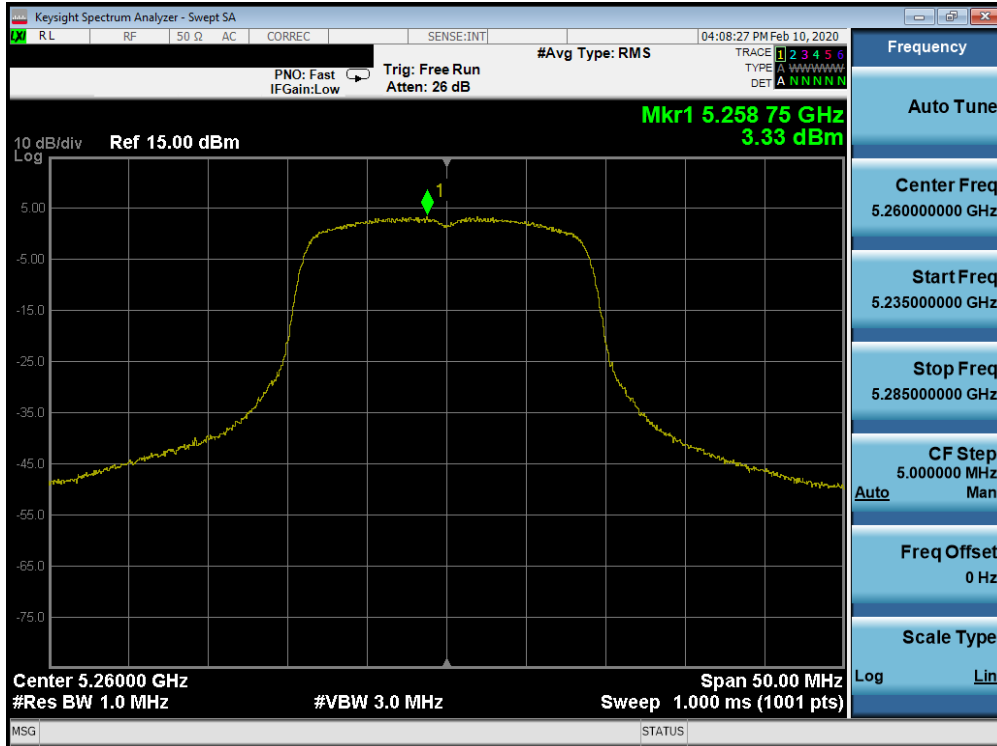 Keysight Spectrum Analyzer - Swept SA
LXI RL RF 50 Ω AC CORREC SENSE:INT 04:08:27 PM Feb 10, 2020
PNO: Fast
IFGain:Low
Trig: Free Run
Atten: 26 dB
#Avg Type: RMS
TRACE 1 2 3 4 5 6
TYPE A W W W W W
DET A N N N N N
Mkr1 5.258 75 GHz
3.33 dBm
10 dB/div Ref 15.00 dBm
Log
1
5.00
-5.00
-15.0
-25.0
-35.0
-45.0
-55.0
-65.0
-75.0
Center 5.26000 GHz Span 50.00 MHz
#Res BW 1.0 MHz #VBW 3.0 MHz Sweep 1.000 ms (1001 pts)
MSG STATUS
Frequency
Auto Tune
Center Freq
5.260000000 GHz
Start Freq
5.235000000 GHz
Stop Freq
5.285000000 GHz
CF Step
5.000000 MHz
Auto Man
Freq Offset
0 Hz
Scale Type
Log Lin